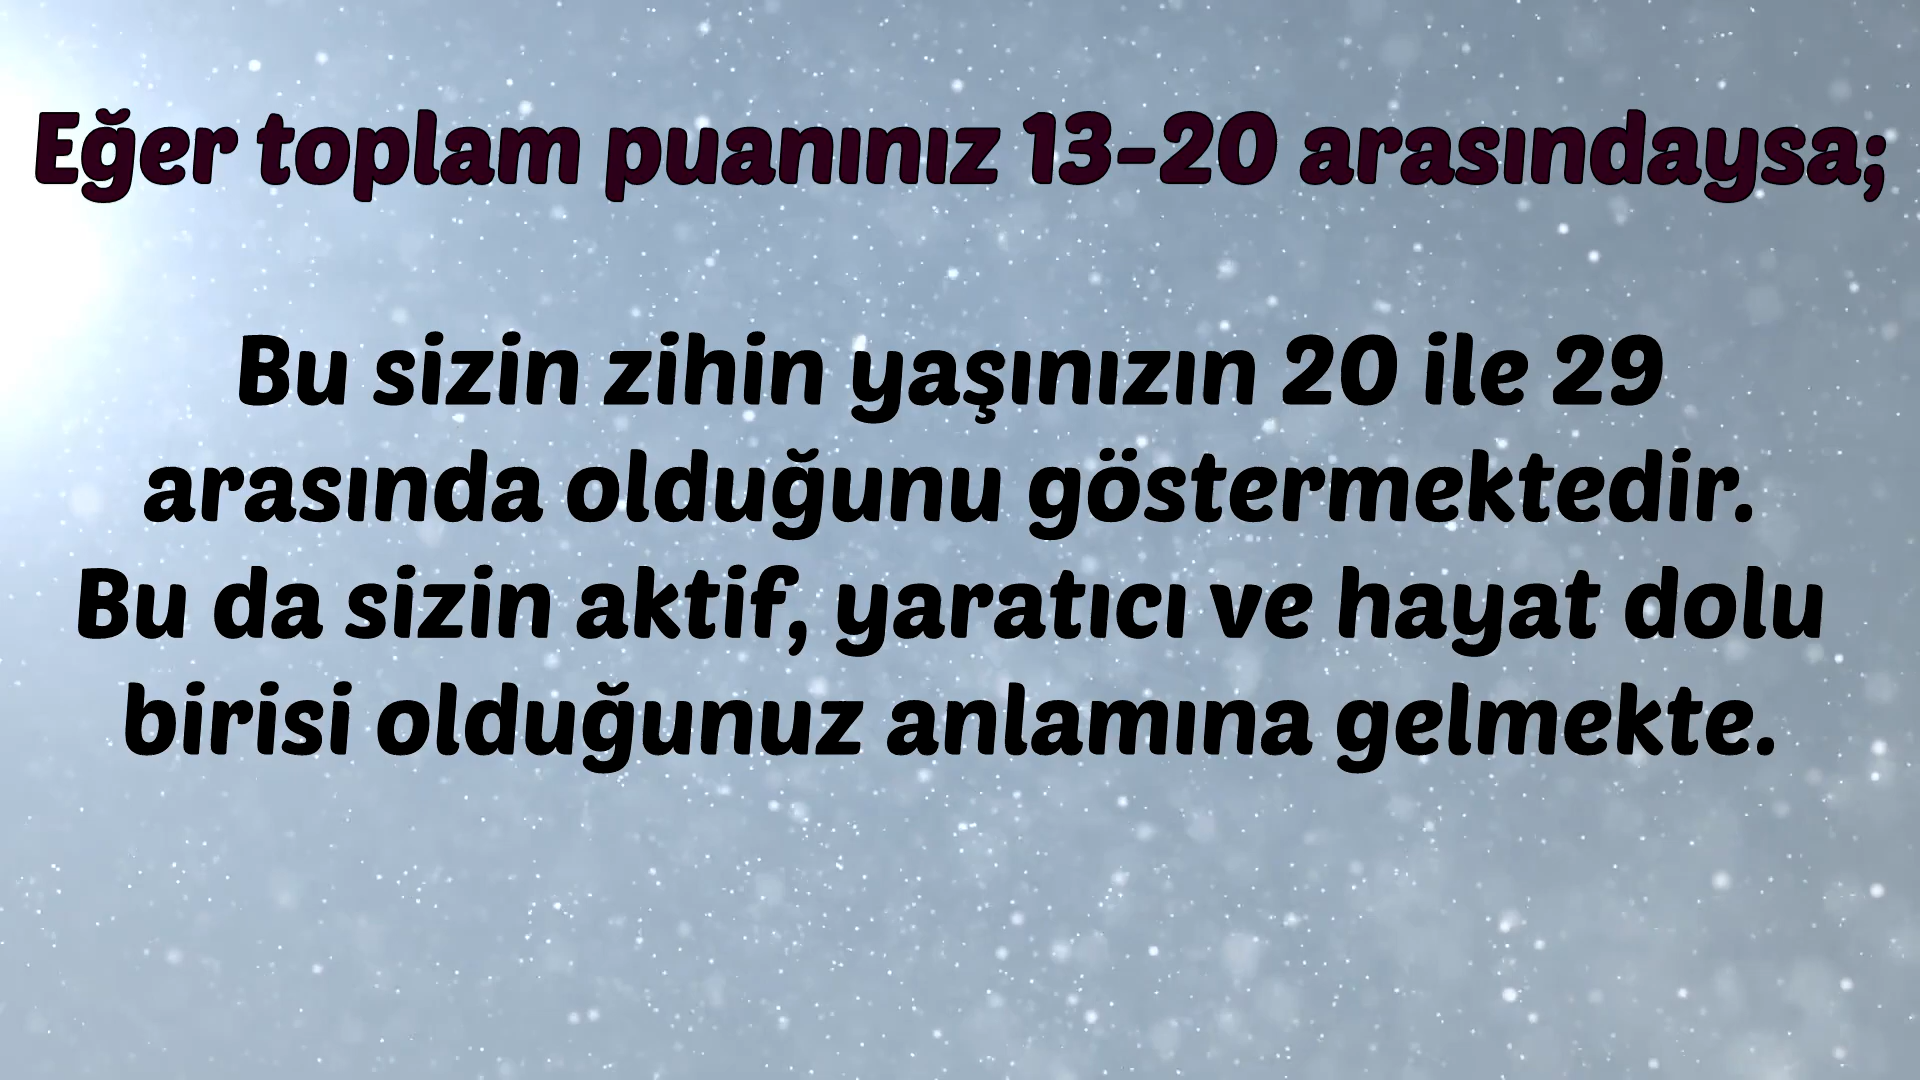 Eğer toplam puanınız 13-20 arasındaysa;
Bu sizin zihin yaşınızın 20 ile 29
arasında olduğunu göstermektedir.
Bu da sizin aktif, yaratıcı ve hayat dolu
birisi olduğunuz anlamına gelmekte.